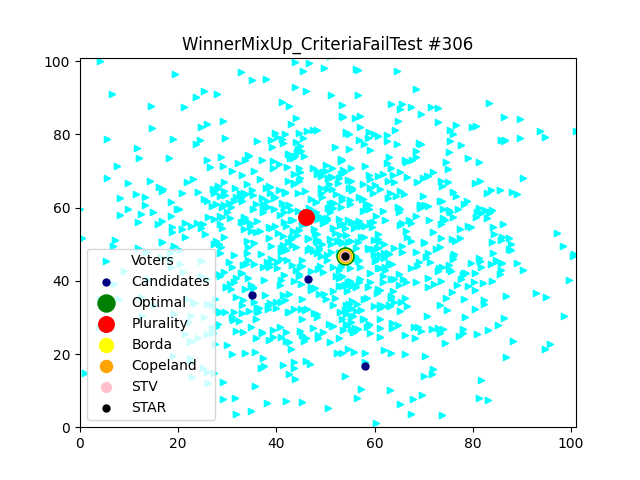 WinnerMixUp_CriteriaFailTest #306
100
80
60
40
20
0
Voters
Candidates
Optimal
Plurality
Borda
Copeland
STV
STAR
0 20 40 60 80 100